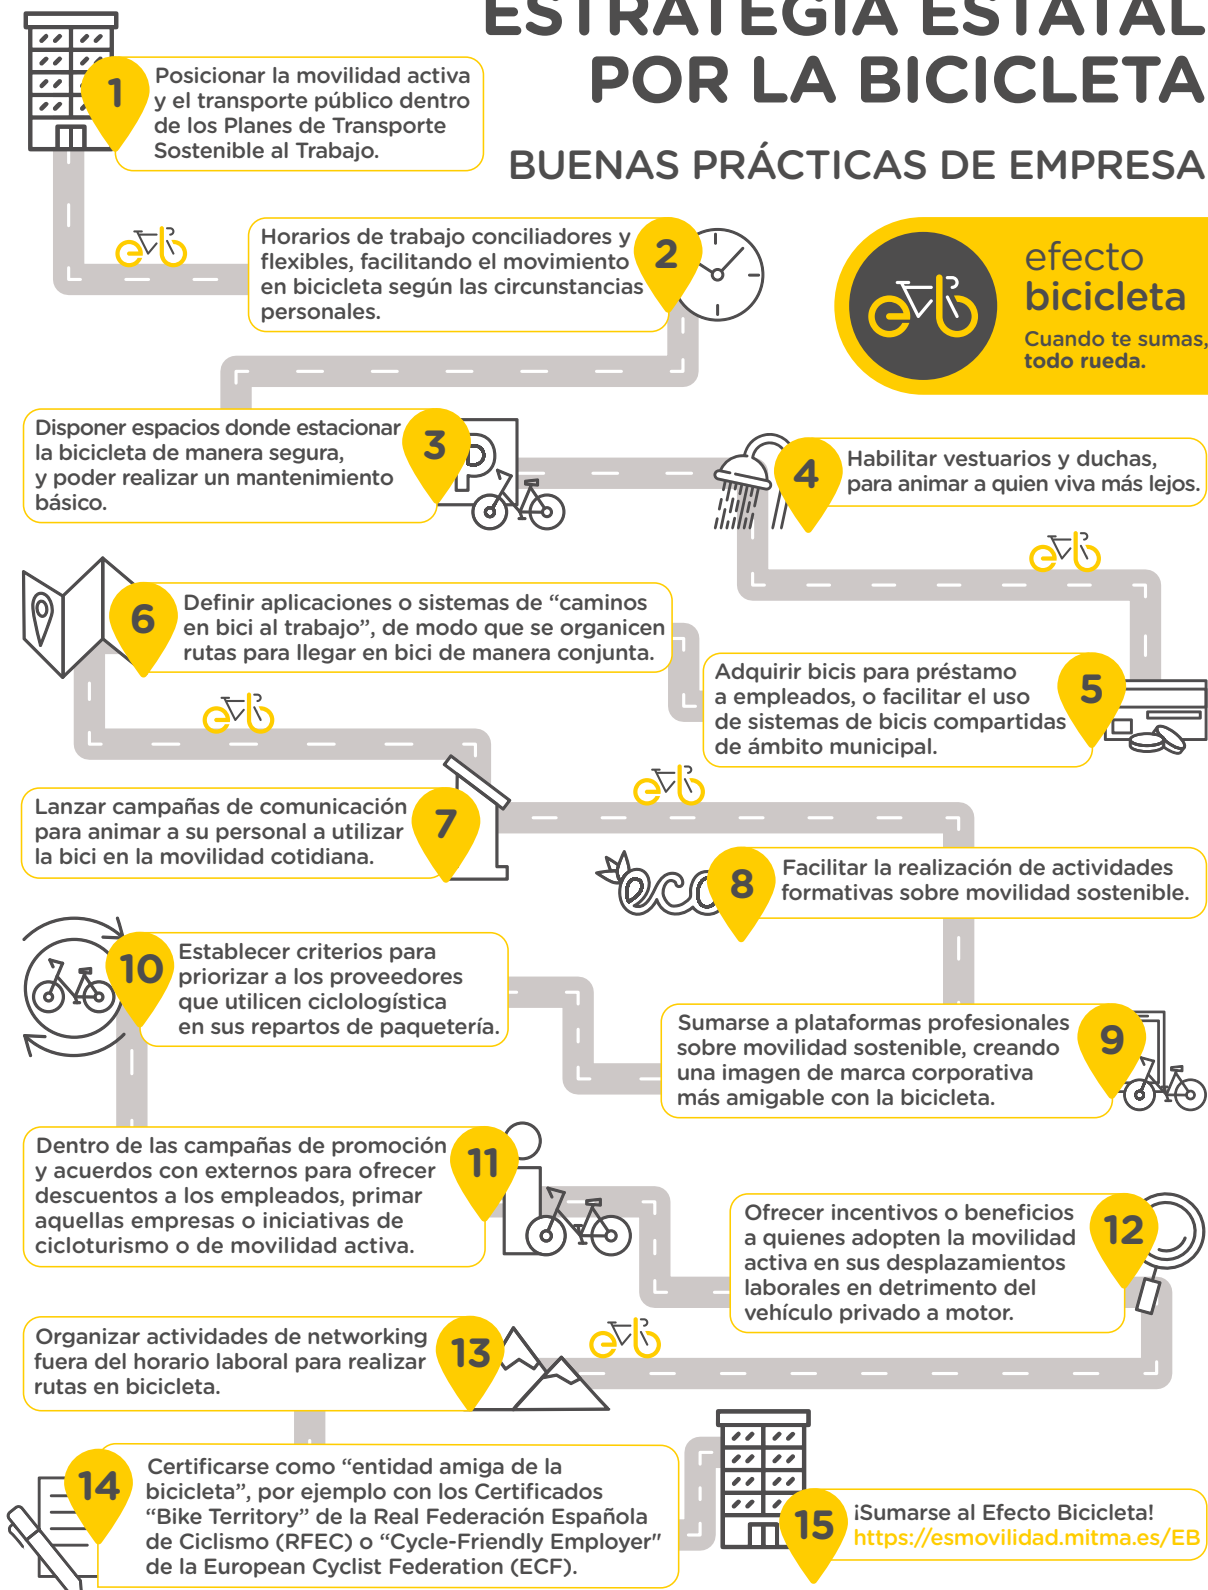 ESTRATEGIA ESTATAL
POR LA BICICLETA
BUENAS PRÁCTICAS DE EMPRESA
efecto
bicicleta
Cuando te sumas,
todo rueda.
1
Posicionar la movilidad activa
y el transporte público dentro
de los Planes de Transporte
Sostenible al Trabajo.
Horarios de trabajo conciliadores y
flexibles, facilitando el movimiento
en bicicleta según las circunstancias
personales.
2
Disponer espacios donde estacionar
la bicicleta de manera segura,
y poder realizar un mantenimiento
básico.
3
P
4
Habilitar vestuarios y duchas,
para animar a quien viva más lejos.
Adquirir bicis para préstamo
a empleados, o facilitar el uso
de sistemas de bicis compartidas
de ámbito municipal.
5
6
Definir aplicaciones o sistemas de “caminos
en bici al trabajo”, de modo que se organicen
rutas para llegar en bici de manera conjunta.
Lanzar campañas de comunicación
para animar a su personal a utilizar
la bici en la movilidad cotidiana.
7
eco
8
Facilitar la realización de actividades
formativas sobre movilidad sostenible.
Sumarse a plataformas profesionales
sobre movilidad sostenible, creando
una imagen de marca corporativa
más amigable con la bicicleta.
9
10
Establecer criterios para
priorizar a los proveedores
que utilicen ciclologística
en sus repartos de paquetería.
Dentro de las campañas de promoción
y acuerdos con externos para ofrecer
descuentos a los empleados, primar
aquellas empresas o iniciativas de
cicloturismo o de movilidad activa.
11
Ofrecer incentivos o beneficios
a quienes adopten la movilidad
activa en sus desplazamientos
laborales en detrimento del
vehículo privado a motor.
12
Organizar actividades de networking
fuera del horario laboral para realizar
rutas en bicicleta.
13
14
Certificarse como “entidad amiga de la
bicicleta”, por ejemplo con los Certificados
“Bike Territory” de la Real Federación Española
de Ciclismo (RFEC) o “Cycle-Friendly Employer"
de la European Cyclist Federation (ECF).
15
¡Sumarse al Efecto Bicicleta!
https://esmovilidad.mitma.es/EB